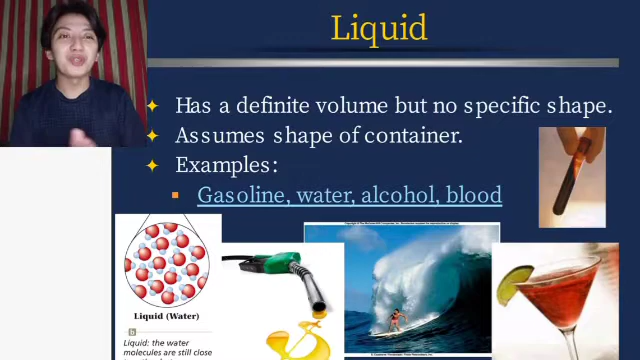 Liquid
✦ Has a definite volume but no specific shape.
✦ Assumes shape of container.
✦ Examples:
▪ Gasoline, water, alcohol, blood
Liquid (Water)
b
Liquid: the water
molecules are still close